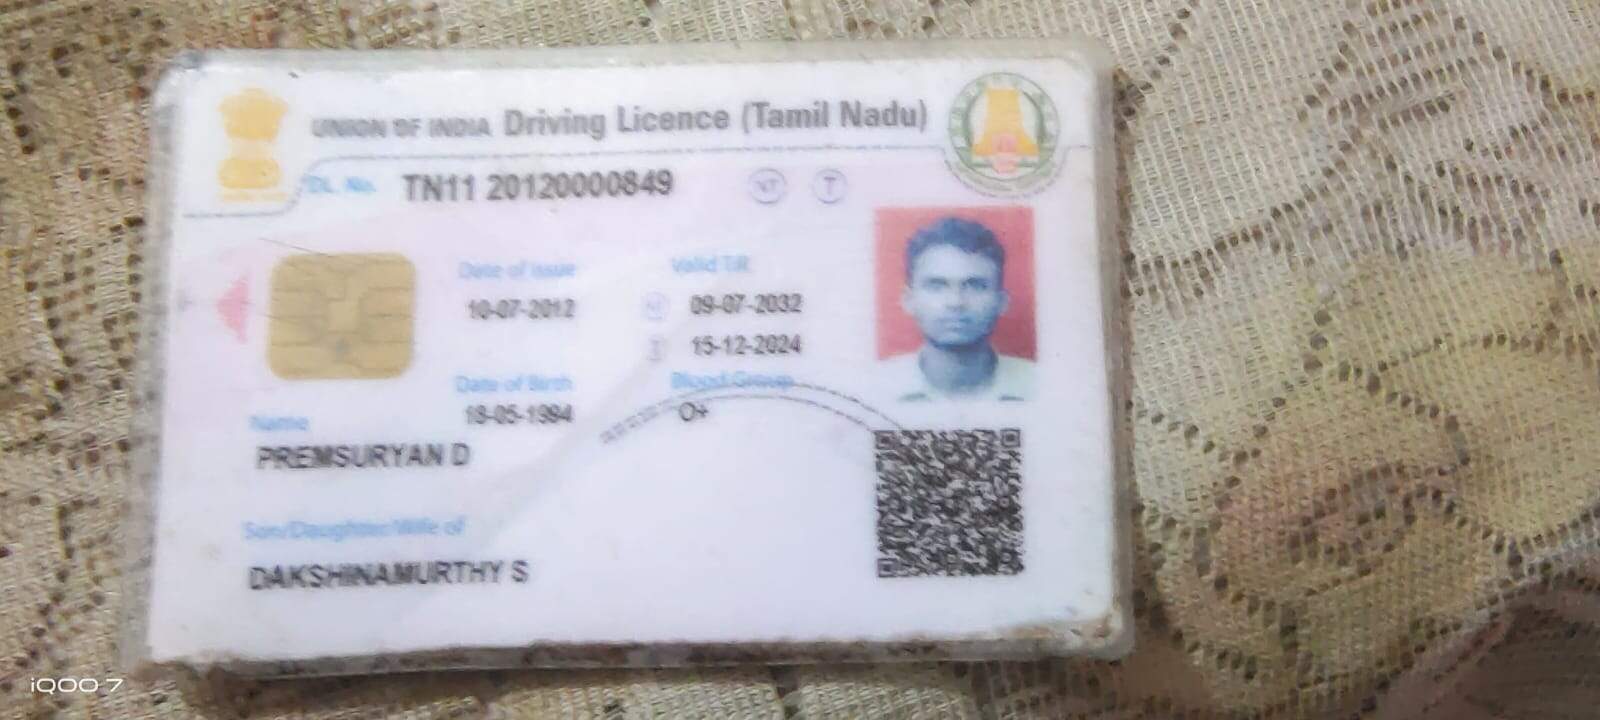 UNION OF INDIA Driving Licence (Tamil Nadu)
DL. No. TN11 20120000849 NT T
Date of Issue Valid Till
10-07-2012 NT 09-07-2032
T 15-12-2024
Date of Birth Blood Group
18-05-1994 O+
Name
PREMSURYAN D
Son/Daughter/Wife of
DAKSHINAMURTHY S
iQOO 7